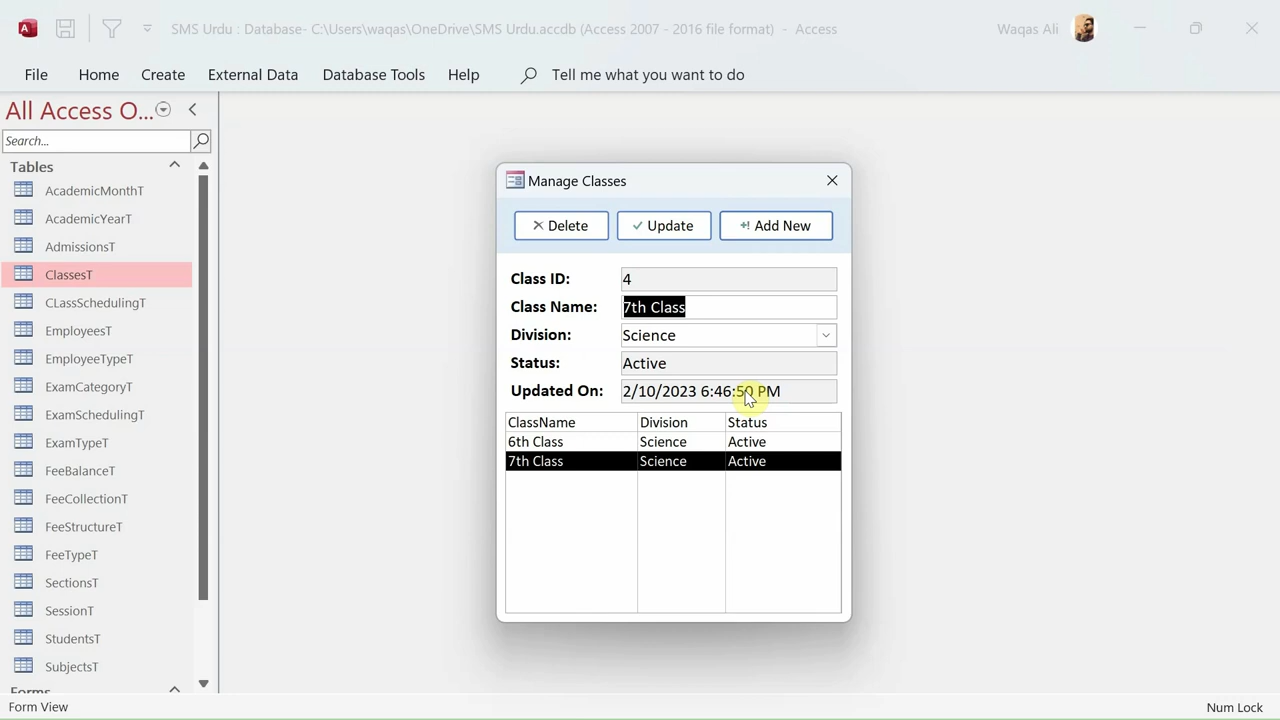 SMS Urdu : Database- C:\Users\waqas\OneDrive\SMS Urdu.accdb (Access 2007 - 2016 file format) - Access
Waqas Ali
File Home Create External Data Database Tools Help Tell me what you want to do
All Access O...
Search...
Tables
AcademicMonthT
AcademicYearT
AdmissionsT
ClassesT
CLassSchedulingT
EmployeesT
EmployeeTypeT
ExamCategoryT
ExamSchedulingT
ExamTypeT
FeeBalanceT
FeeCollectionT
FeeStructureT
FeeTypeT
SectionsT
SessionT
StudentsT
SubjectsT
Forms
Manage Classes
Delete Update Add New
Class ID: 4
Class Name: 7th Class
Division: Science
Status: Active
Updated On: 2/10/2023 6:46:50 PM
ClassName Division Status
6th Class Science Active
7th Class Science Active
Form View
Num Lock